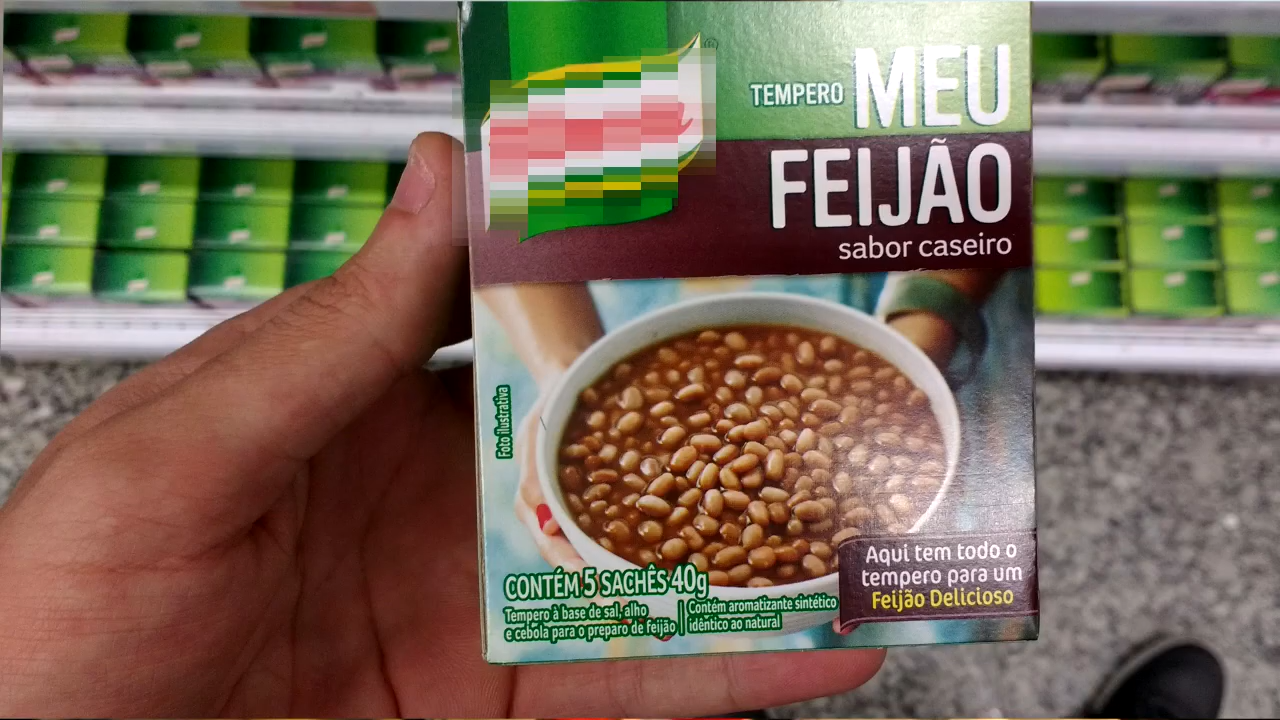 TEMPERO MEU
FEIJÃO
sabor caseiro
Foto ilustrativa
Aqui tem todo o
tempero para um
Feijão Delicioso
CONTÉM 5 SACHÊS 40g
Tempero à base de sal, alho
e cebola para o preparo de feijão
Contém aromatizante sintético
idêntico ao natural